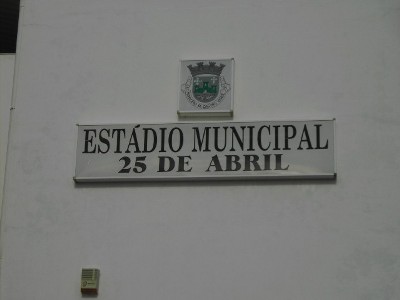 ESTÁDIO MUNICIPAL
25 DE ABRIL